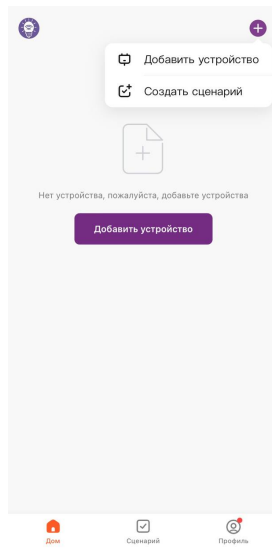 Добавить устройство
Создать сценарий
Нет устройства, пожалуйста, добавьте устройства
Добавить устройство
Дом
Сценарий
Профиль